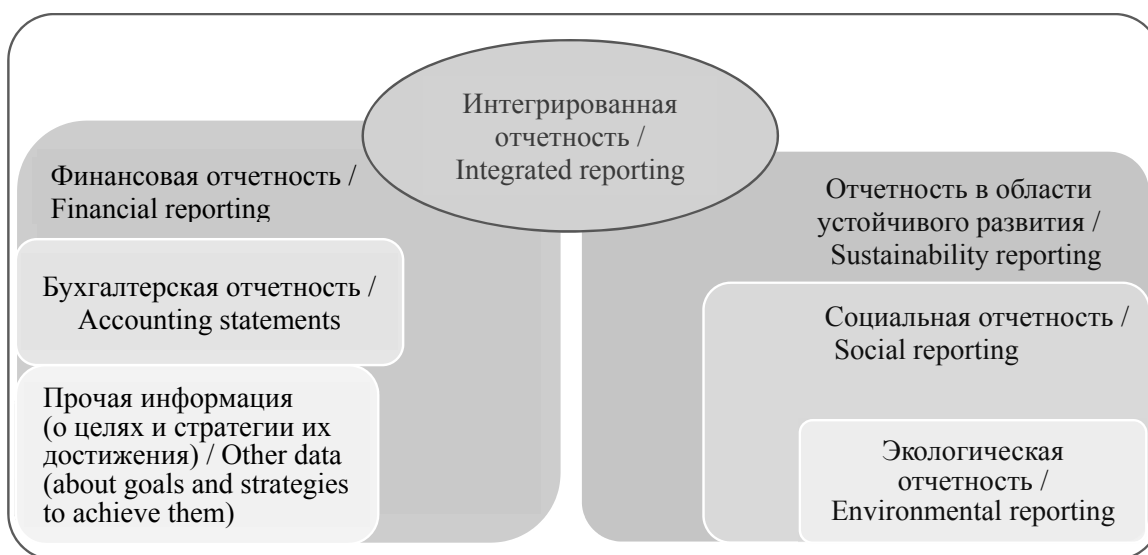 Интегрированная
отчетность /
Integrated reporting
Финансовая отчетность /
Financial reporting
Бухгалтерская отчетность /
Accounting statements
Прочая информация
(о целях и стратегии их
достижения) / Other data
(about goals and strategies
to achieve them)
Отчетность в области
устойчивого развития /
Sustainability reporting
Социальная отчетность /
Social reporting
Экологическая
отчетность /
Environmental reporting